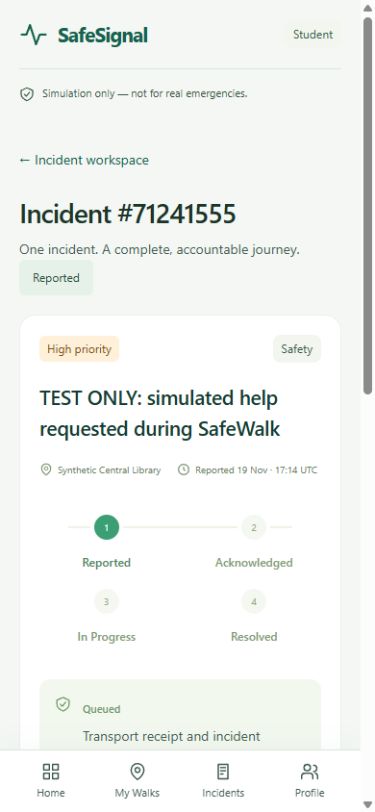 SafeSignal
Student
Simulation only — not for real emergencies.
← Incident workspace
Incident #71241555
One incident. A complete, accountable journey.
Reported
High priority
Safety
TEST ONLY: simulated help
requested during SafeWalk
Synthetic Central Library
Reported 19 Nov · 17:14 UTC
1
2
Reported
Acknowledged
3
4
In Progress
Resolved
Queued
Transport receipt and incident
Home
My Walks
Incidents
Profile